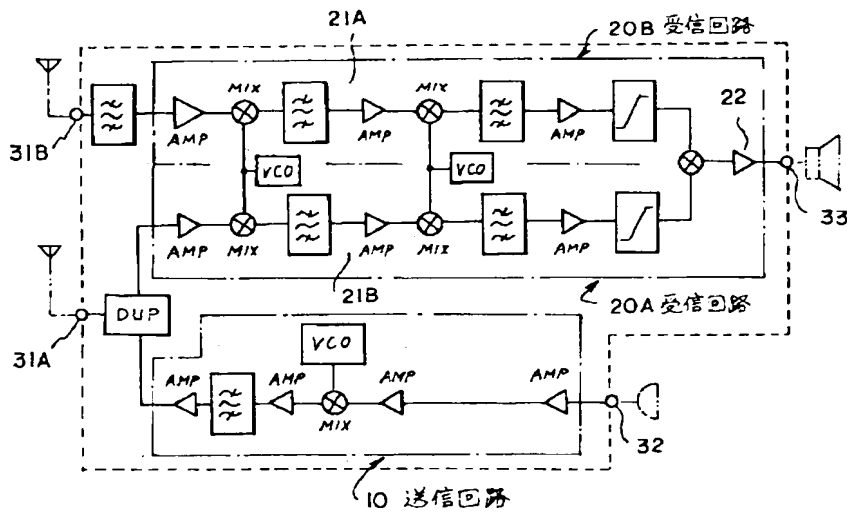 21A
20B 受信回路
MIX
MIX
22
31B
AMP
AMP
AMP
VCO
VCO
AMP
MIX
AMP
MIX
AMP
33
21B
20A 受信回路
DUP
31A
VCO
AMP
AMP
AMP
AMP
MIX
32
10 送信回路